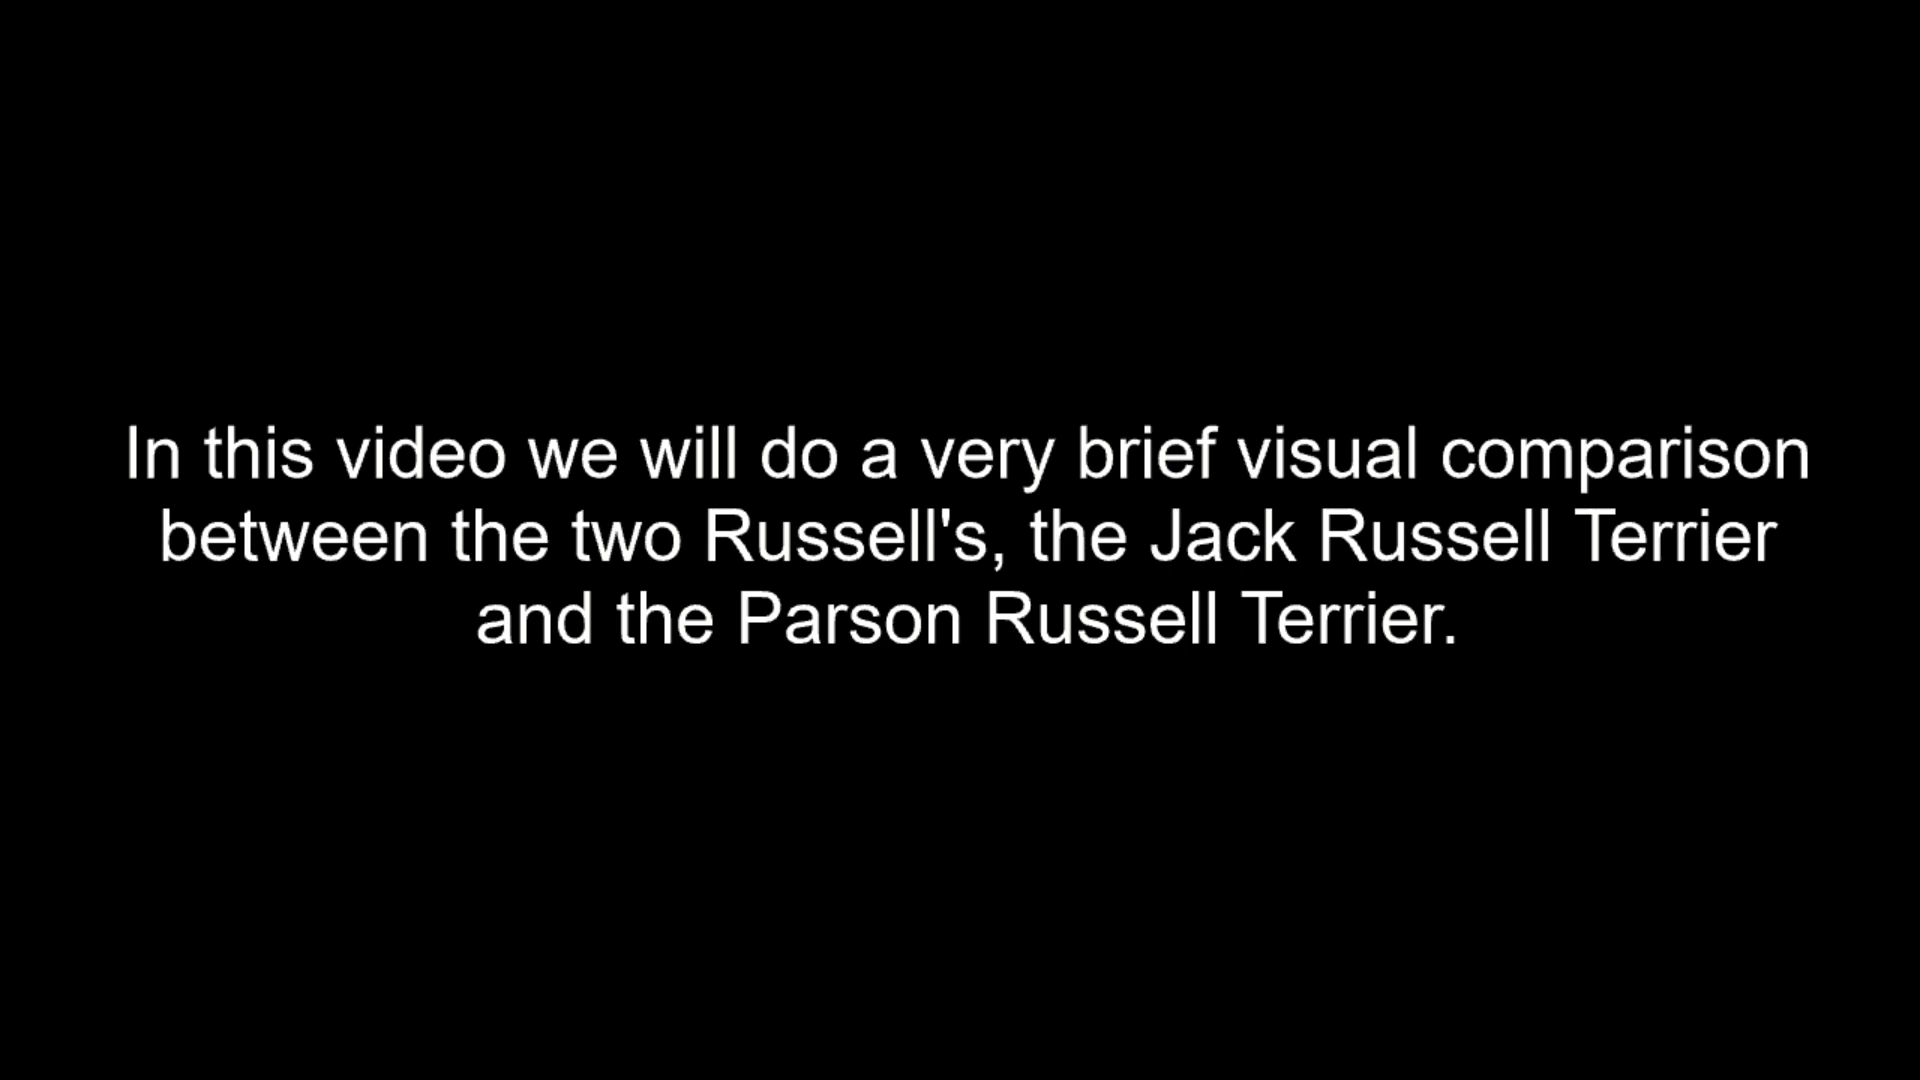 In this video we will do a very brief visual comparison
between the two Russell's, the Jack Russell Terrier
and the Parson Russell Terrier.